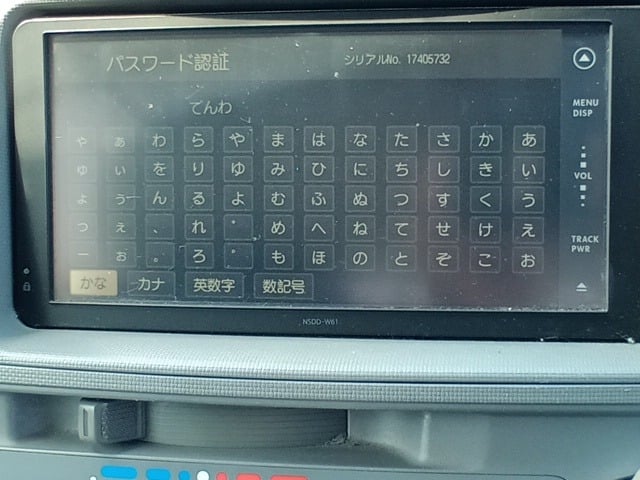 パスワード認証 シリアルNo. 17405732
でんわ
ゃ ぁ わ ら や ま は な た さ か あ
ゅ ぃ を り ゆ み ひ に ち し き い
ょ ぅ ん る よ む ふ ぬ つ す く う
っ ぇ 、 れ ゛ め へ ね て せ け え
ー ぉ 。 ろ ゜ も ほ の と そ こ お
かな カナ 英数字 数記号
MENU
DISP
VOL
TRACK
PWR
NSDD-W61